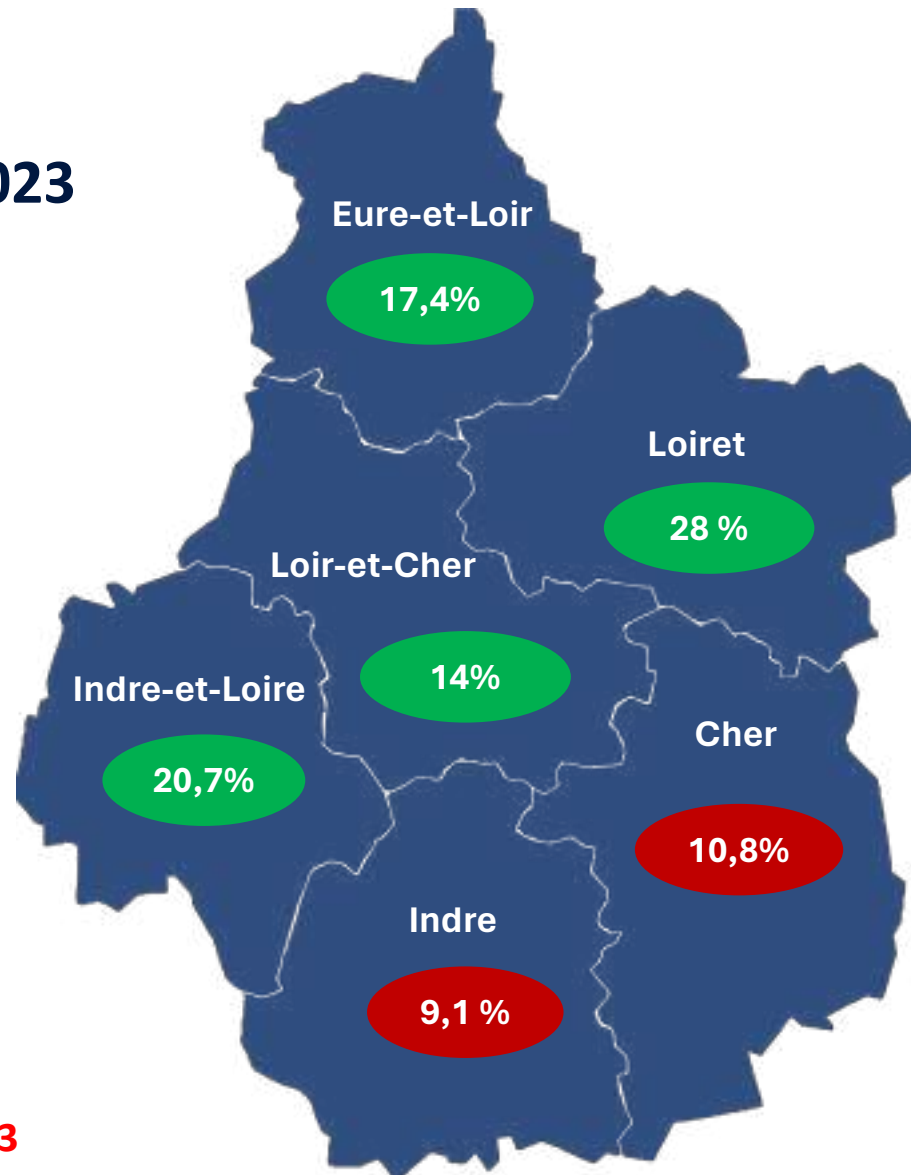 023
Eure-et-Loir
17,4%
Loiret
28 %
Loir-et-Cher
14%
Indre-et-Loire
20,7%
Cher
10,8%
Indre
9,1 %
3